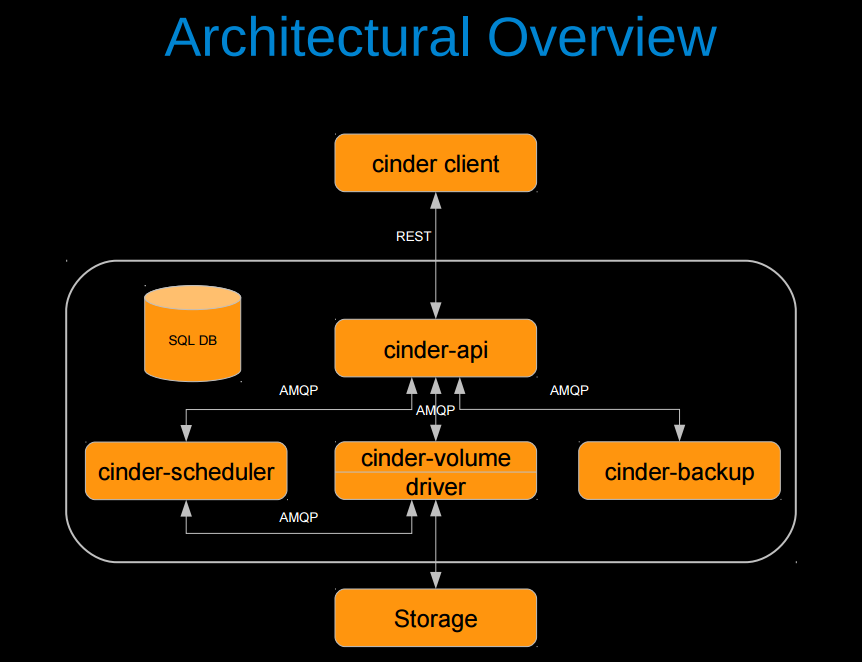 Architectural Overview
cinder client
REST
SQL DB
cinder-api
AMQP
AMQP
AMQP
cinder-scheduler
cinder-volume
driver
cinder-backup
AMQP
Storage